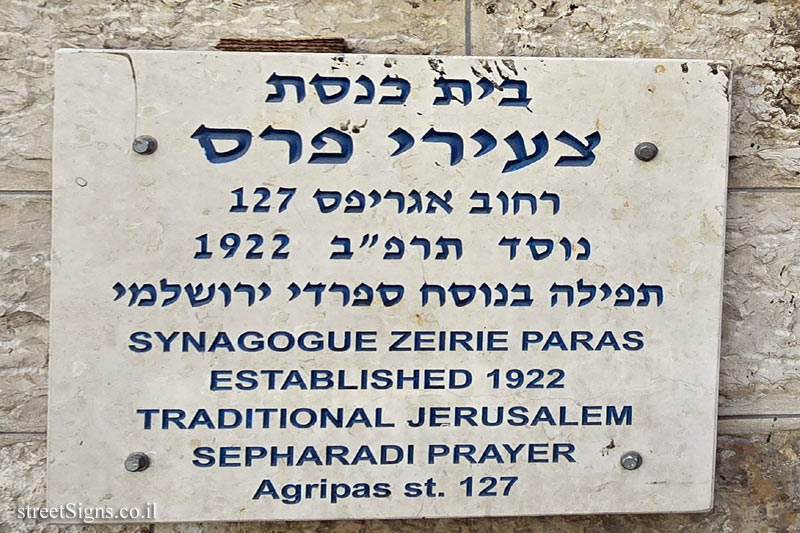 בית כנסת
צעירי פרס
רחוב אגריפס 127
נוסד תרפ״ב 1922
תפילה בנוסח ספרדי ירושלמי
SYNAGOGUE ZEIRIE PARAS
ESTABLISHED 1922
TRADITIONAL JERUSALEM
SEPHARADI PRAYER
Agripas st. 127
streetSigns.co.il